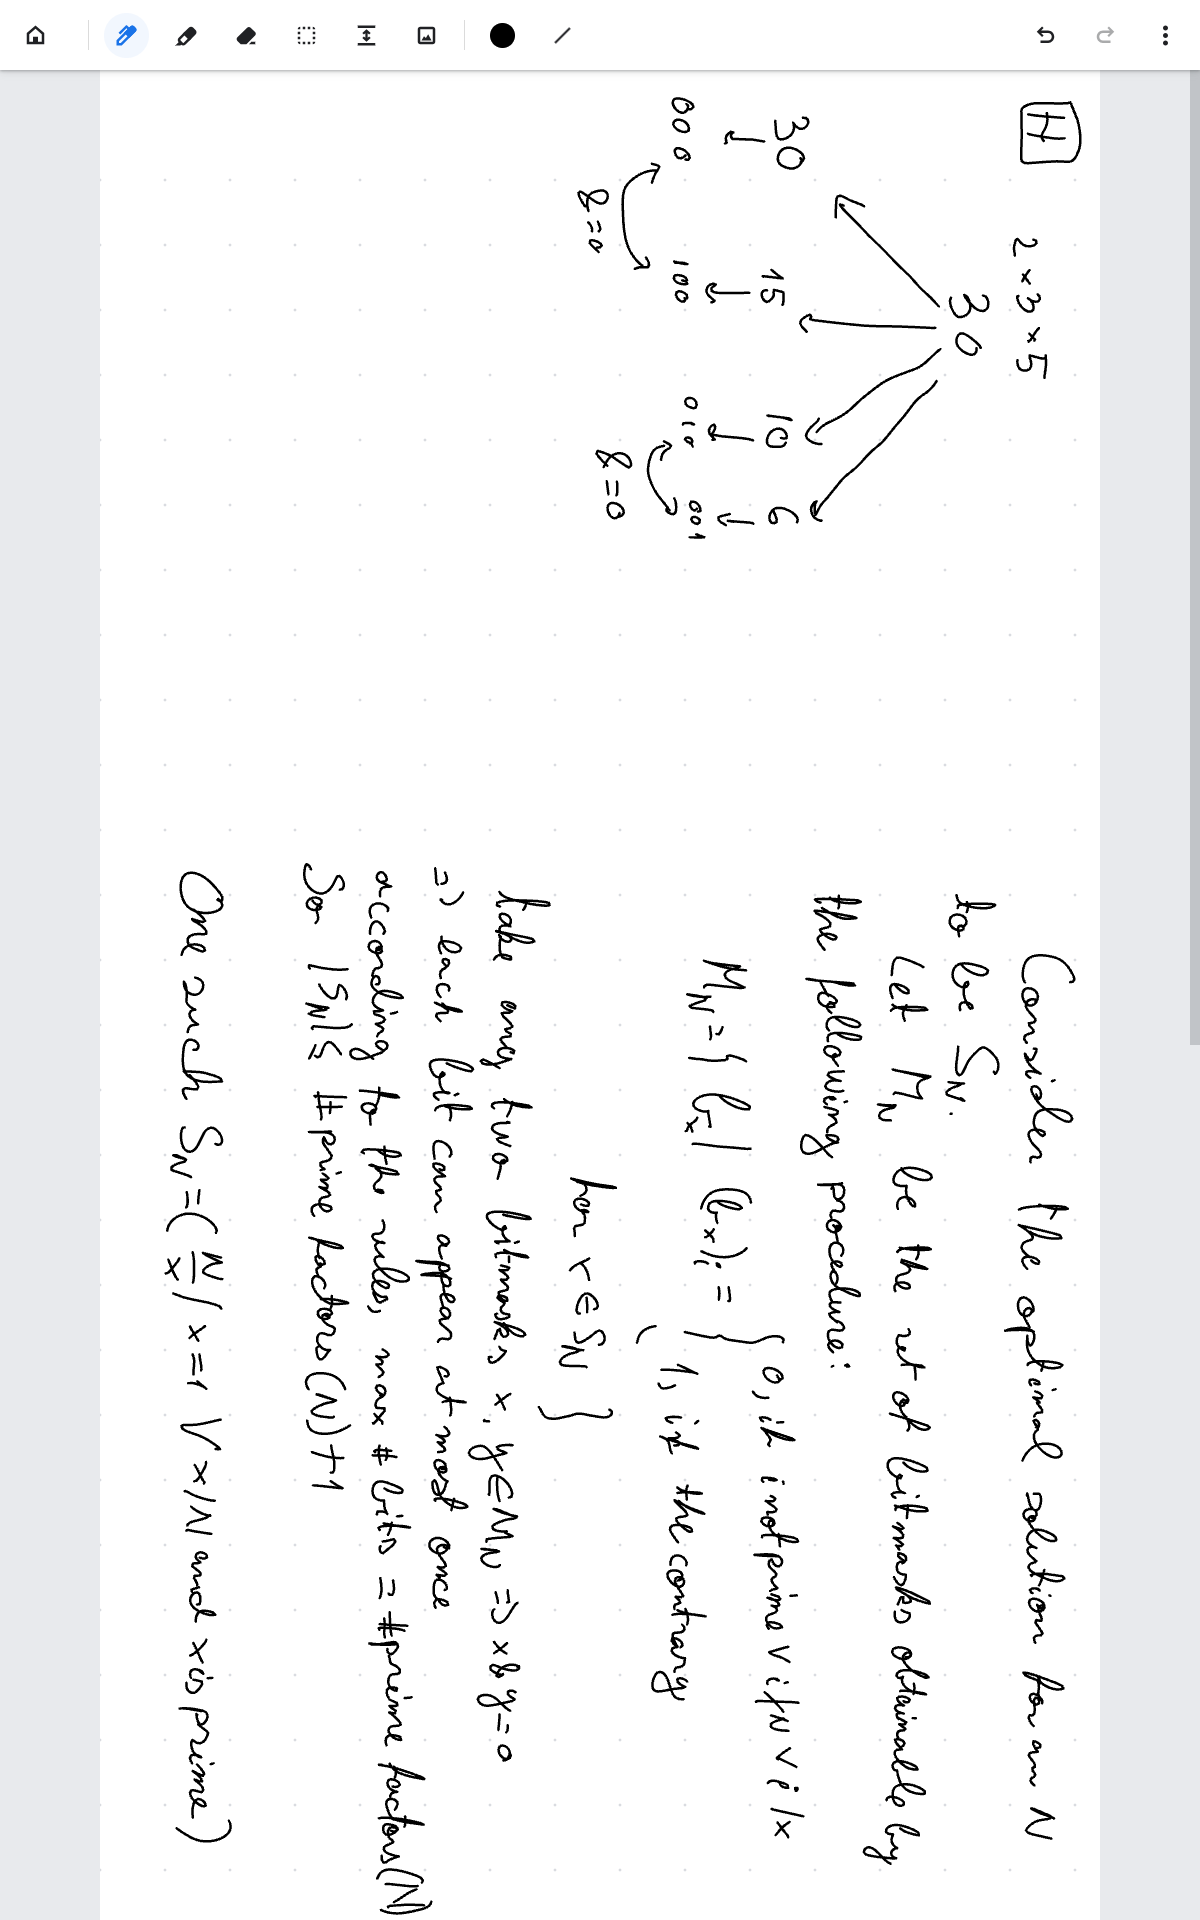 H
2 × 3 × 5
30
30 15 10 6
000 100 010 001
&=0 &=0
Consider the optimal solution for an N
to be S_N.
Let M_N be the set of bitmasks obtainable by
the following procedure:
M_N = { b_x | (b_x)_i = { 0, if i not prime ∨ i∤N ∨ i|x
1, if the contrary
for x ∈ S_N }
take any two bitmasks x, y ∈ M_N => x&y=0
=> each bit can appear at most once
according to the rules, max # bits = #prime factors(N)
So |S_N| ≤ #prime factors(N)+1
One such S_N = ( N/x | x=1 ∨ x|N and x is prime )